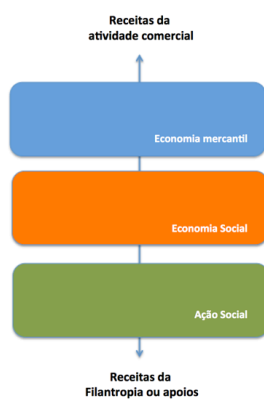 Receitas da
atividade comercial
Economia mercantil
Economia Social
Ação Social
Receitas da
Filantropia ou apoios